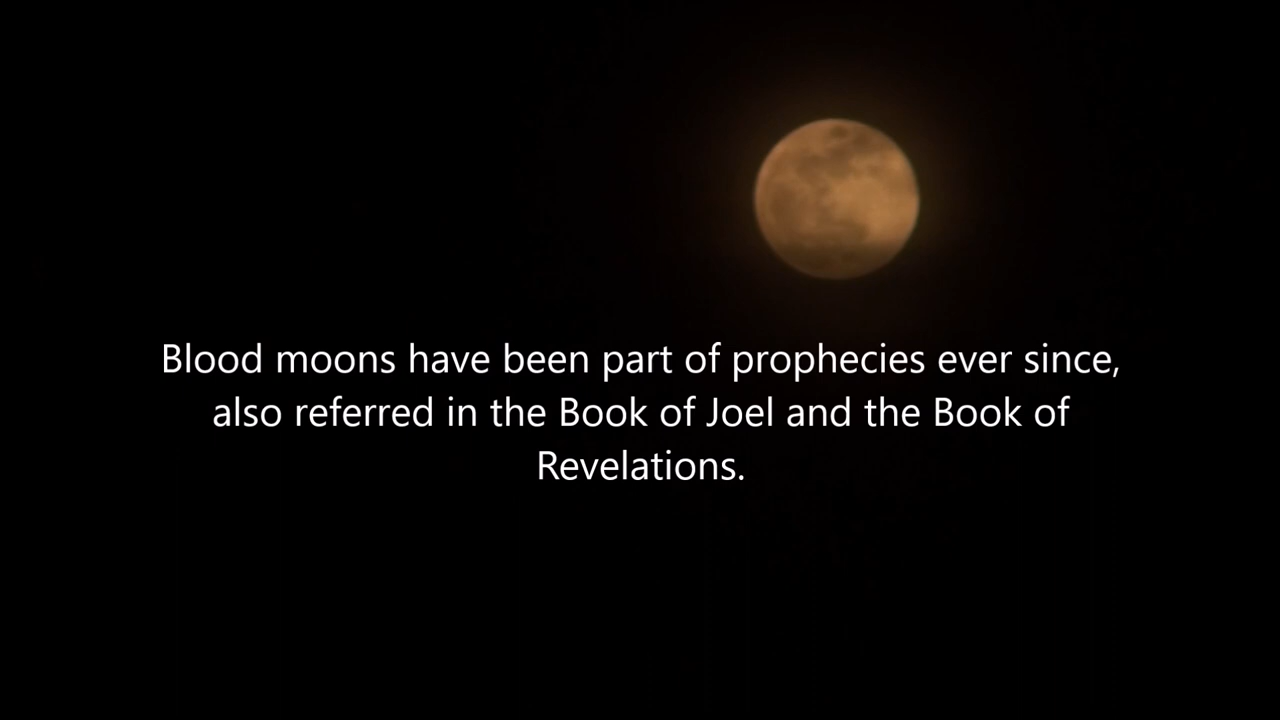 Blood moons have been part of prophecies ever since,
also referred in the Book of Joel and the Book of
Revelations.